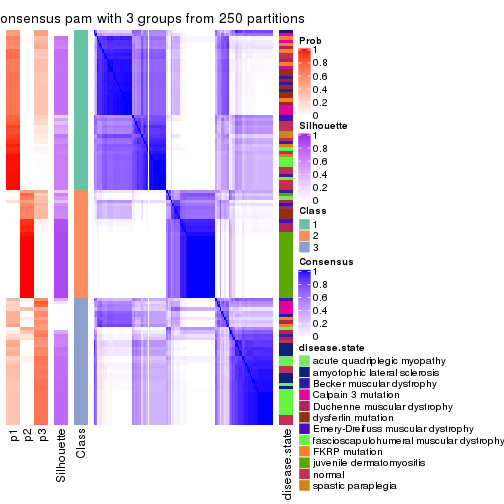 onsensus pam with 3 groups from 250 partitions
Prob
1
0.8
0.6
0.4
0.2
0
Silhouette
1
0.8
0.6
0.4
0.2
0
Class
1
2
3
Consensus
1
0.8
0.6
0.4
0.2
0
disease.state
acute quadriplegic myopathy
amyotophic lateral sclerosis
Becker muscular dystrophy
Calpain 3 mutation
Duchenne muscular dystrophy
dysferlin mutation
Emery-Dreifuss muscular dystrophy
fascioscapulohumeral muscular dystrophy
FKRP mutation
juvenile dermatomyositis
normal
spastic paraplegia
p1
p2
p3
Silhouette
Class
disease.state